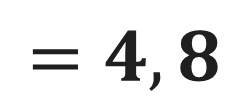 = 4,8